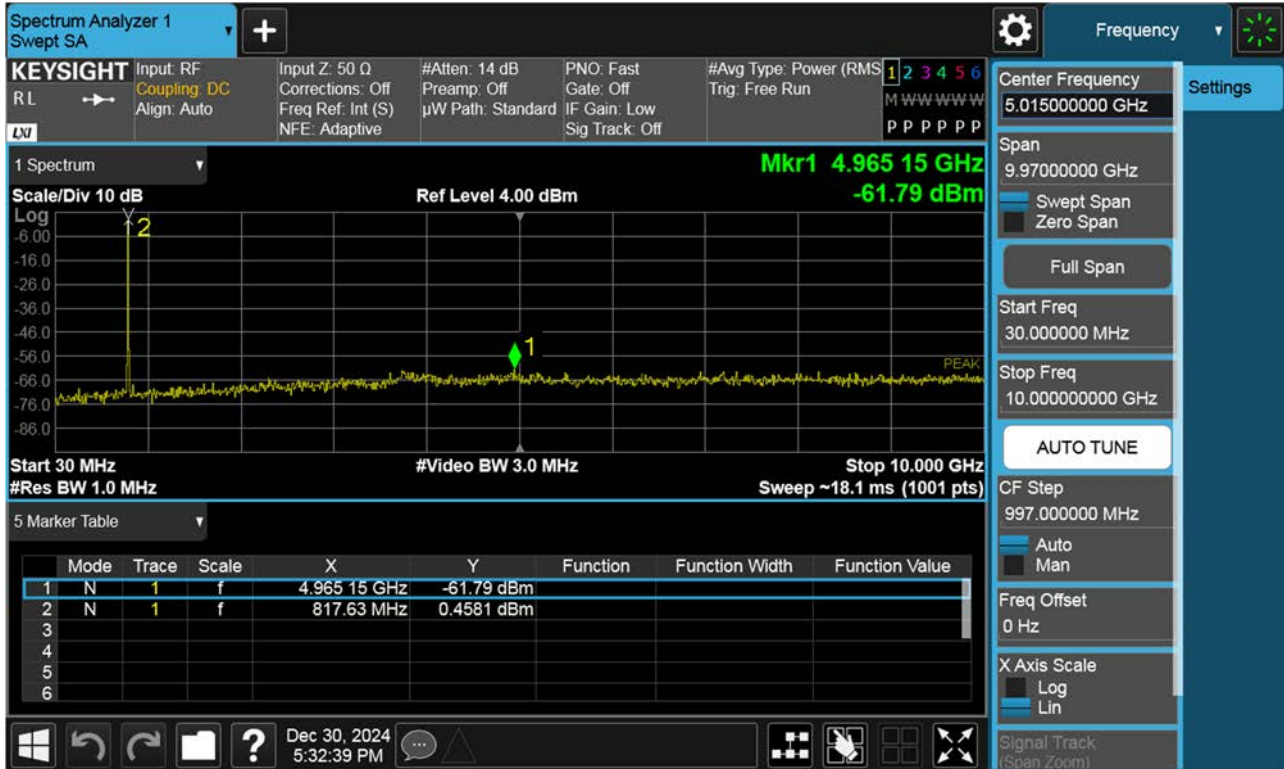 Spectrum Analyzer 1
Swept SA
+
Frequency
KEYSIGHT
RL
LXI
Input: RF
Coupling: DC
Align: Auto
Input Z: 50 Ω
Corrections: Off
Freq Ref: Int (S)
NFE: Adaptive
#Atten: 14 dB
Preamp: Off
µW Path: Standard
PNO: Fast
Gate: Off
IF Gain: Low
Sig Track: Off
#Avg Type: Power (RMS
Trig: Free Run
1 2 3 4 5 6
M W W W W W
P P P P P P
1 Spectrum
Mkr1 4.965 15 GHz
-61.79 dBm
Scale/Div 10 dB
Ref Level 4.00 dBm
Log
-6.00
-16.0
-26.0
-36.0
-46.0
-56.0
-66.0
-76.0
-86.0
2
1
PEAK
Start 30 MHz
#Video BW 3.0 MHz
Stop 10.000 GHz
#Res BW 1.0 MHz
Sweep ~18.1 ms (1001 pts)
5 Marker Table
Mode Trace Scale X Y Function Function Width Function Value
1 N 1 f 4.965 15 GHz -61.79 dBm
2 N 1 f 817.63 MHz 0.4581 dBm
3
4
5
6
?
Dec 30, 2024
5:32:39 PM
Settings
Center Frequency
5.015000000 GHz
Span
9.97000000 GHz
Swept Span
Zero Span
Full Span
Start Freq
30.000000 MHz
Stop Freq
10.000000000 GHz
AUTO TUNE
CF Step
997.000000 MHz
Auto
Man
Freq Offset
0 Hz
X Axis Scale
Log
Lin
Signal Track
(Span Zoom)